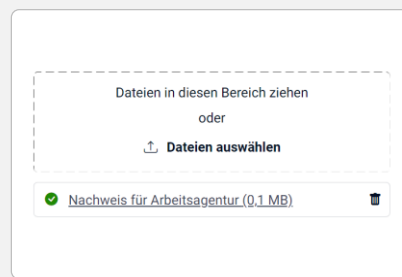 Dateien in diesen Bereich ziehen
oder
Dateien auswählen
Nachweis für Arbeitsagentur (0,1 MB)